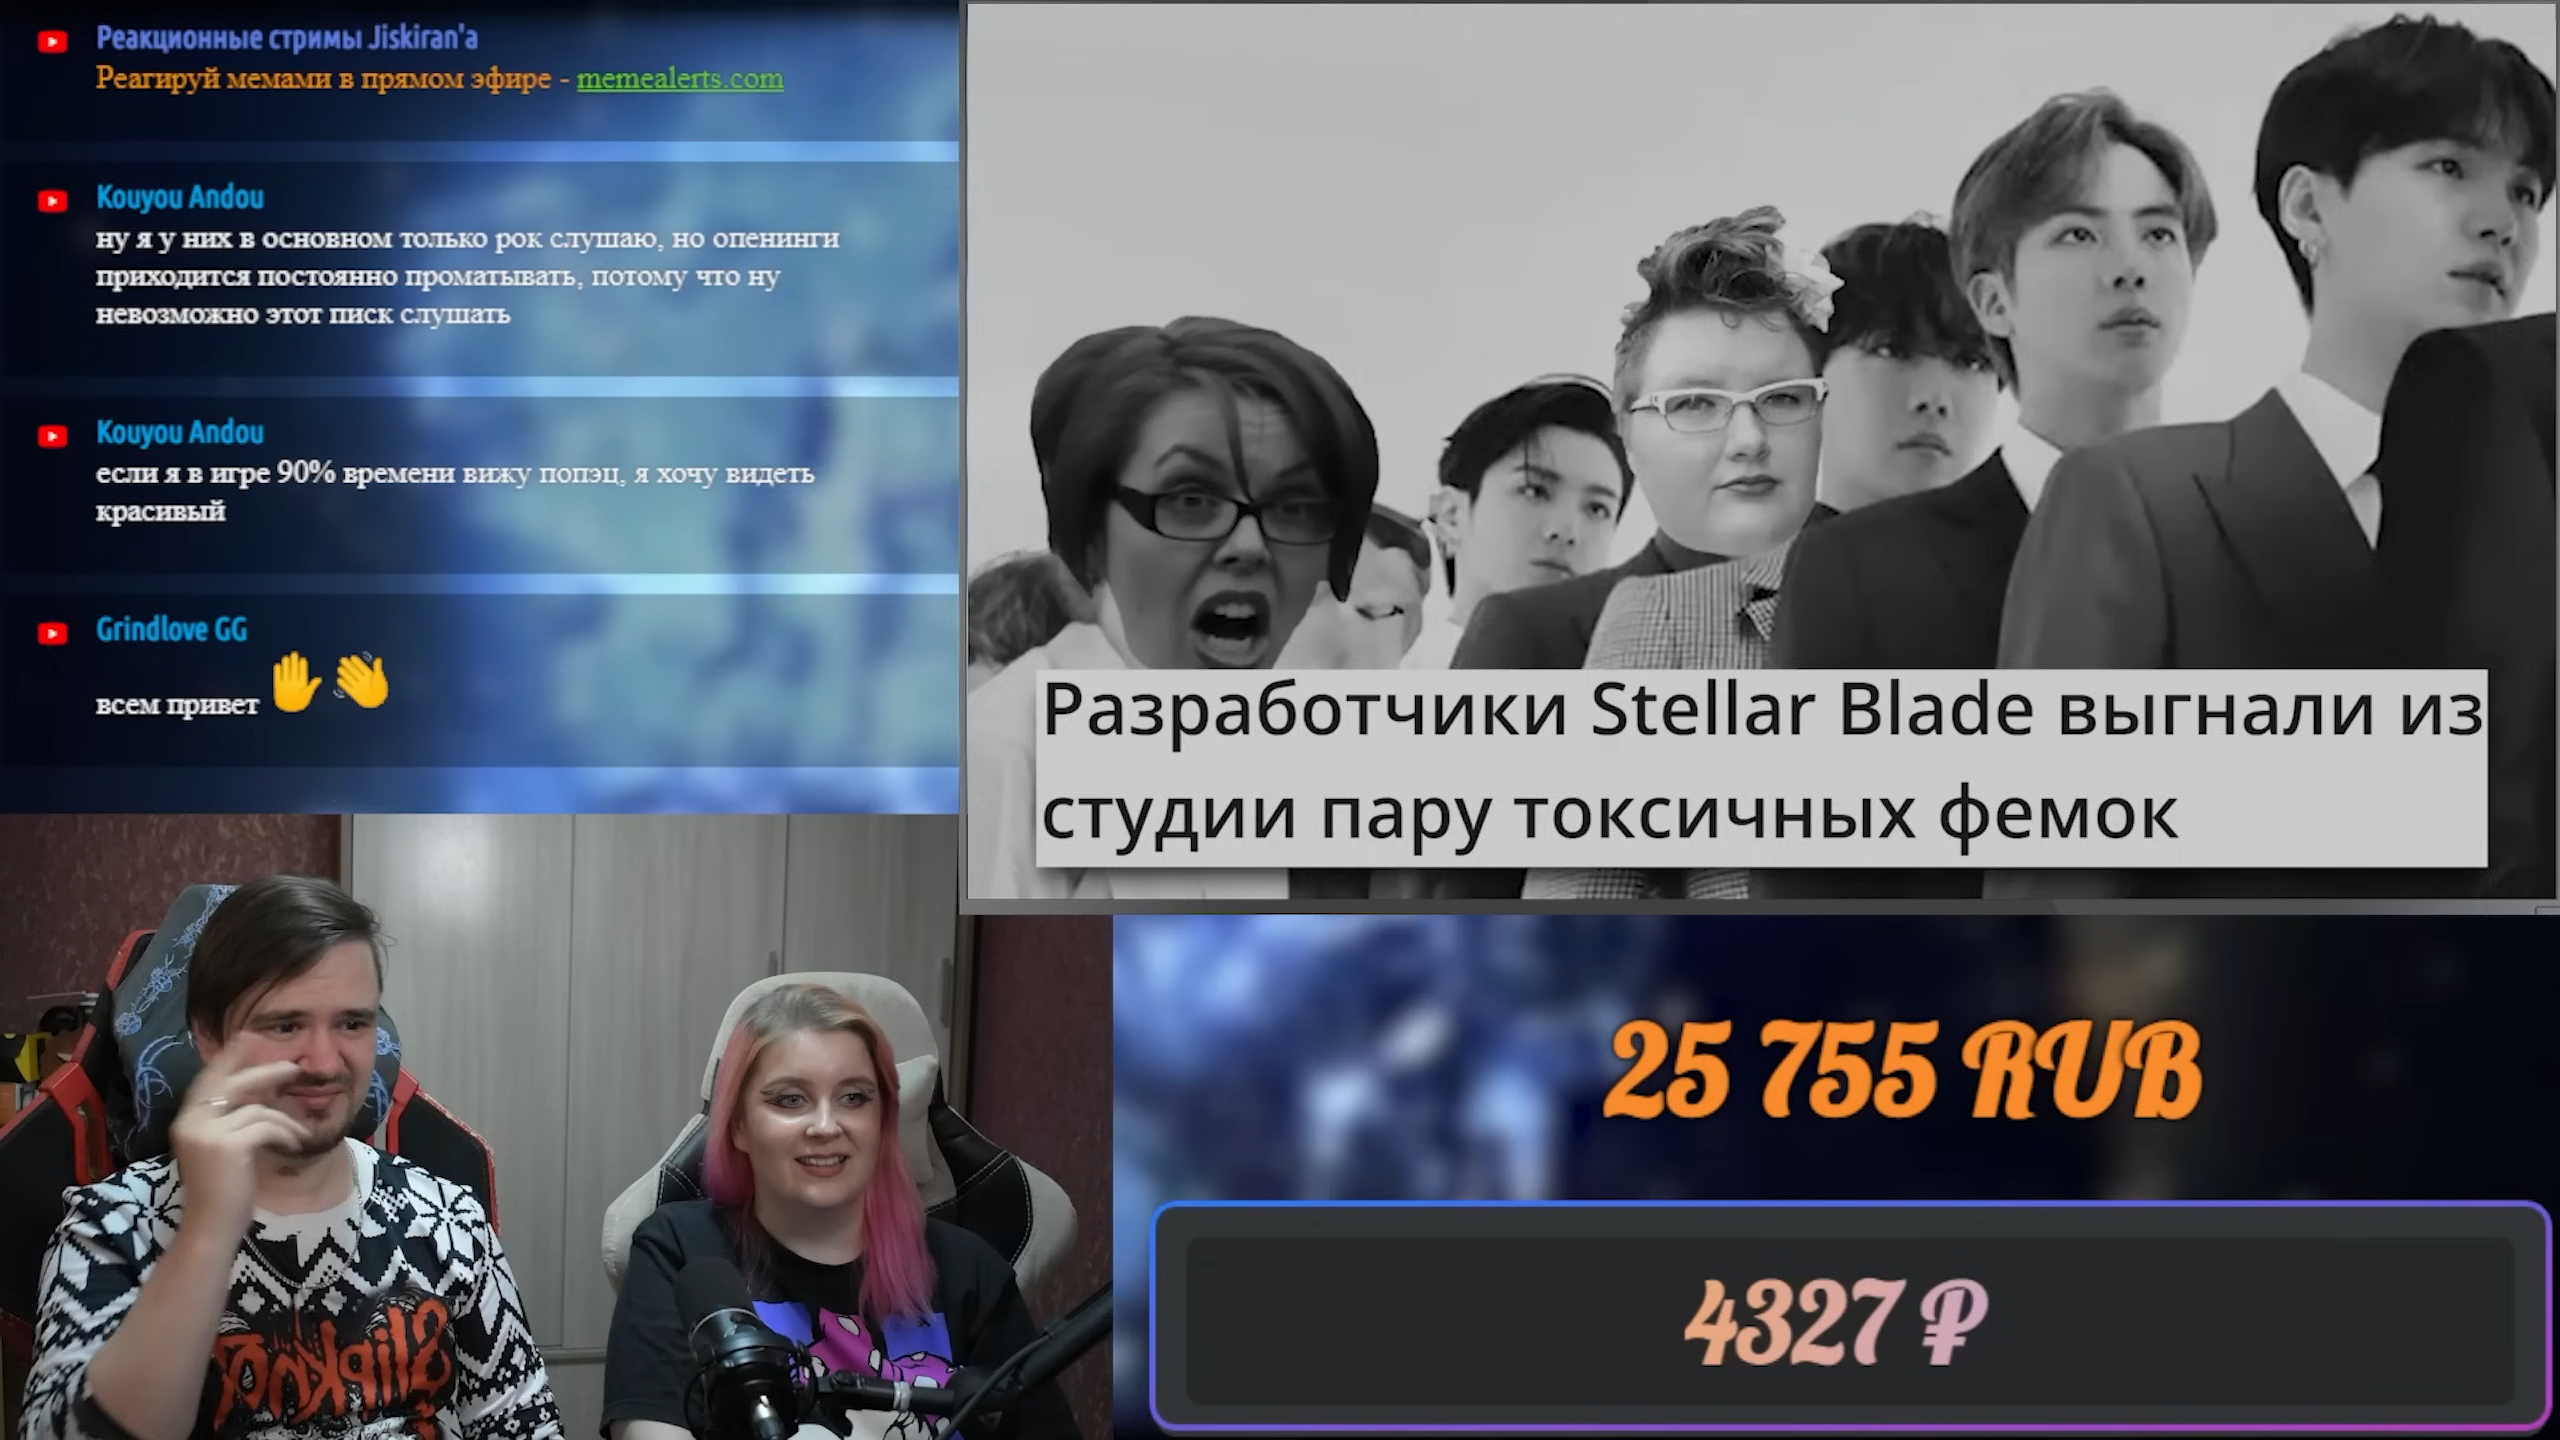 Реакционные стримы Jiskiran'a
Реагируй мемами в прямом эфире - memealerts.com
Kouyou Andou
ну я у них в основном только рок слушаю, но опенинги
приходится постоянно проматывать, потому что ну
невозможно этот писк слушать
Kouyou Andou
если я в игре 90% времени вижу попэц, я хочу видеть
красивый
Grindlove GG
всем привет ✋👋
Разработчики Stellar Blade выгнали из
студии пару токсичных фемок
25 755 RUB
4327 ₽
Slipknot